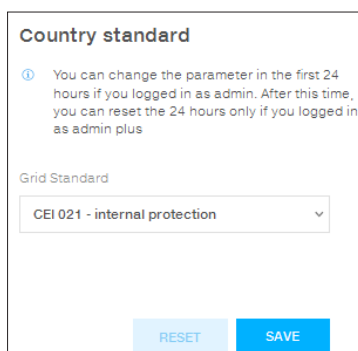 Country standard
You can change the parameter in the first 24
hours if you logged in as admin. After this time,
you can reset the 24 hours only if you logged in
as admin plus
Grid Standard
CEI 021 - internal protection
RESET
SAVE